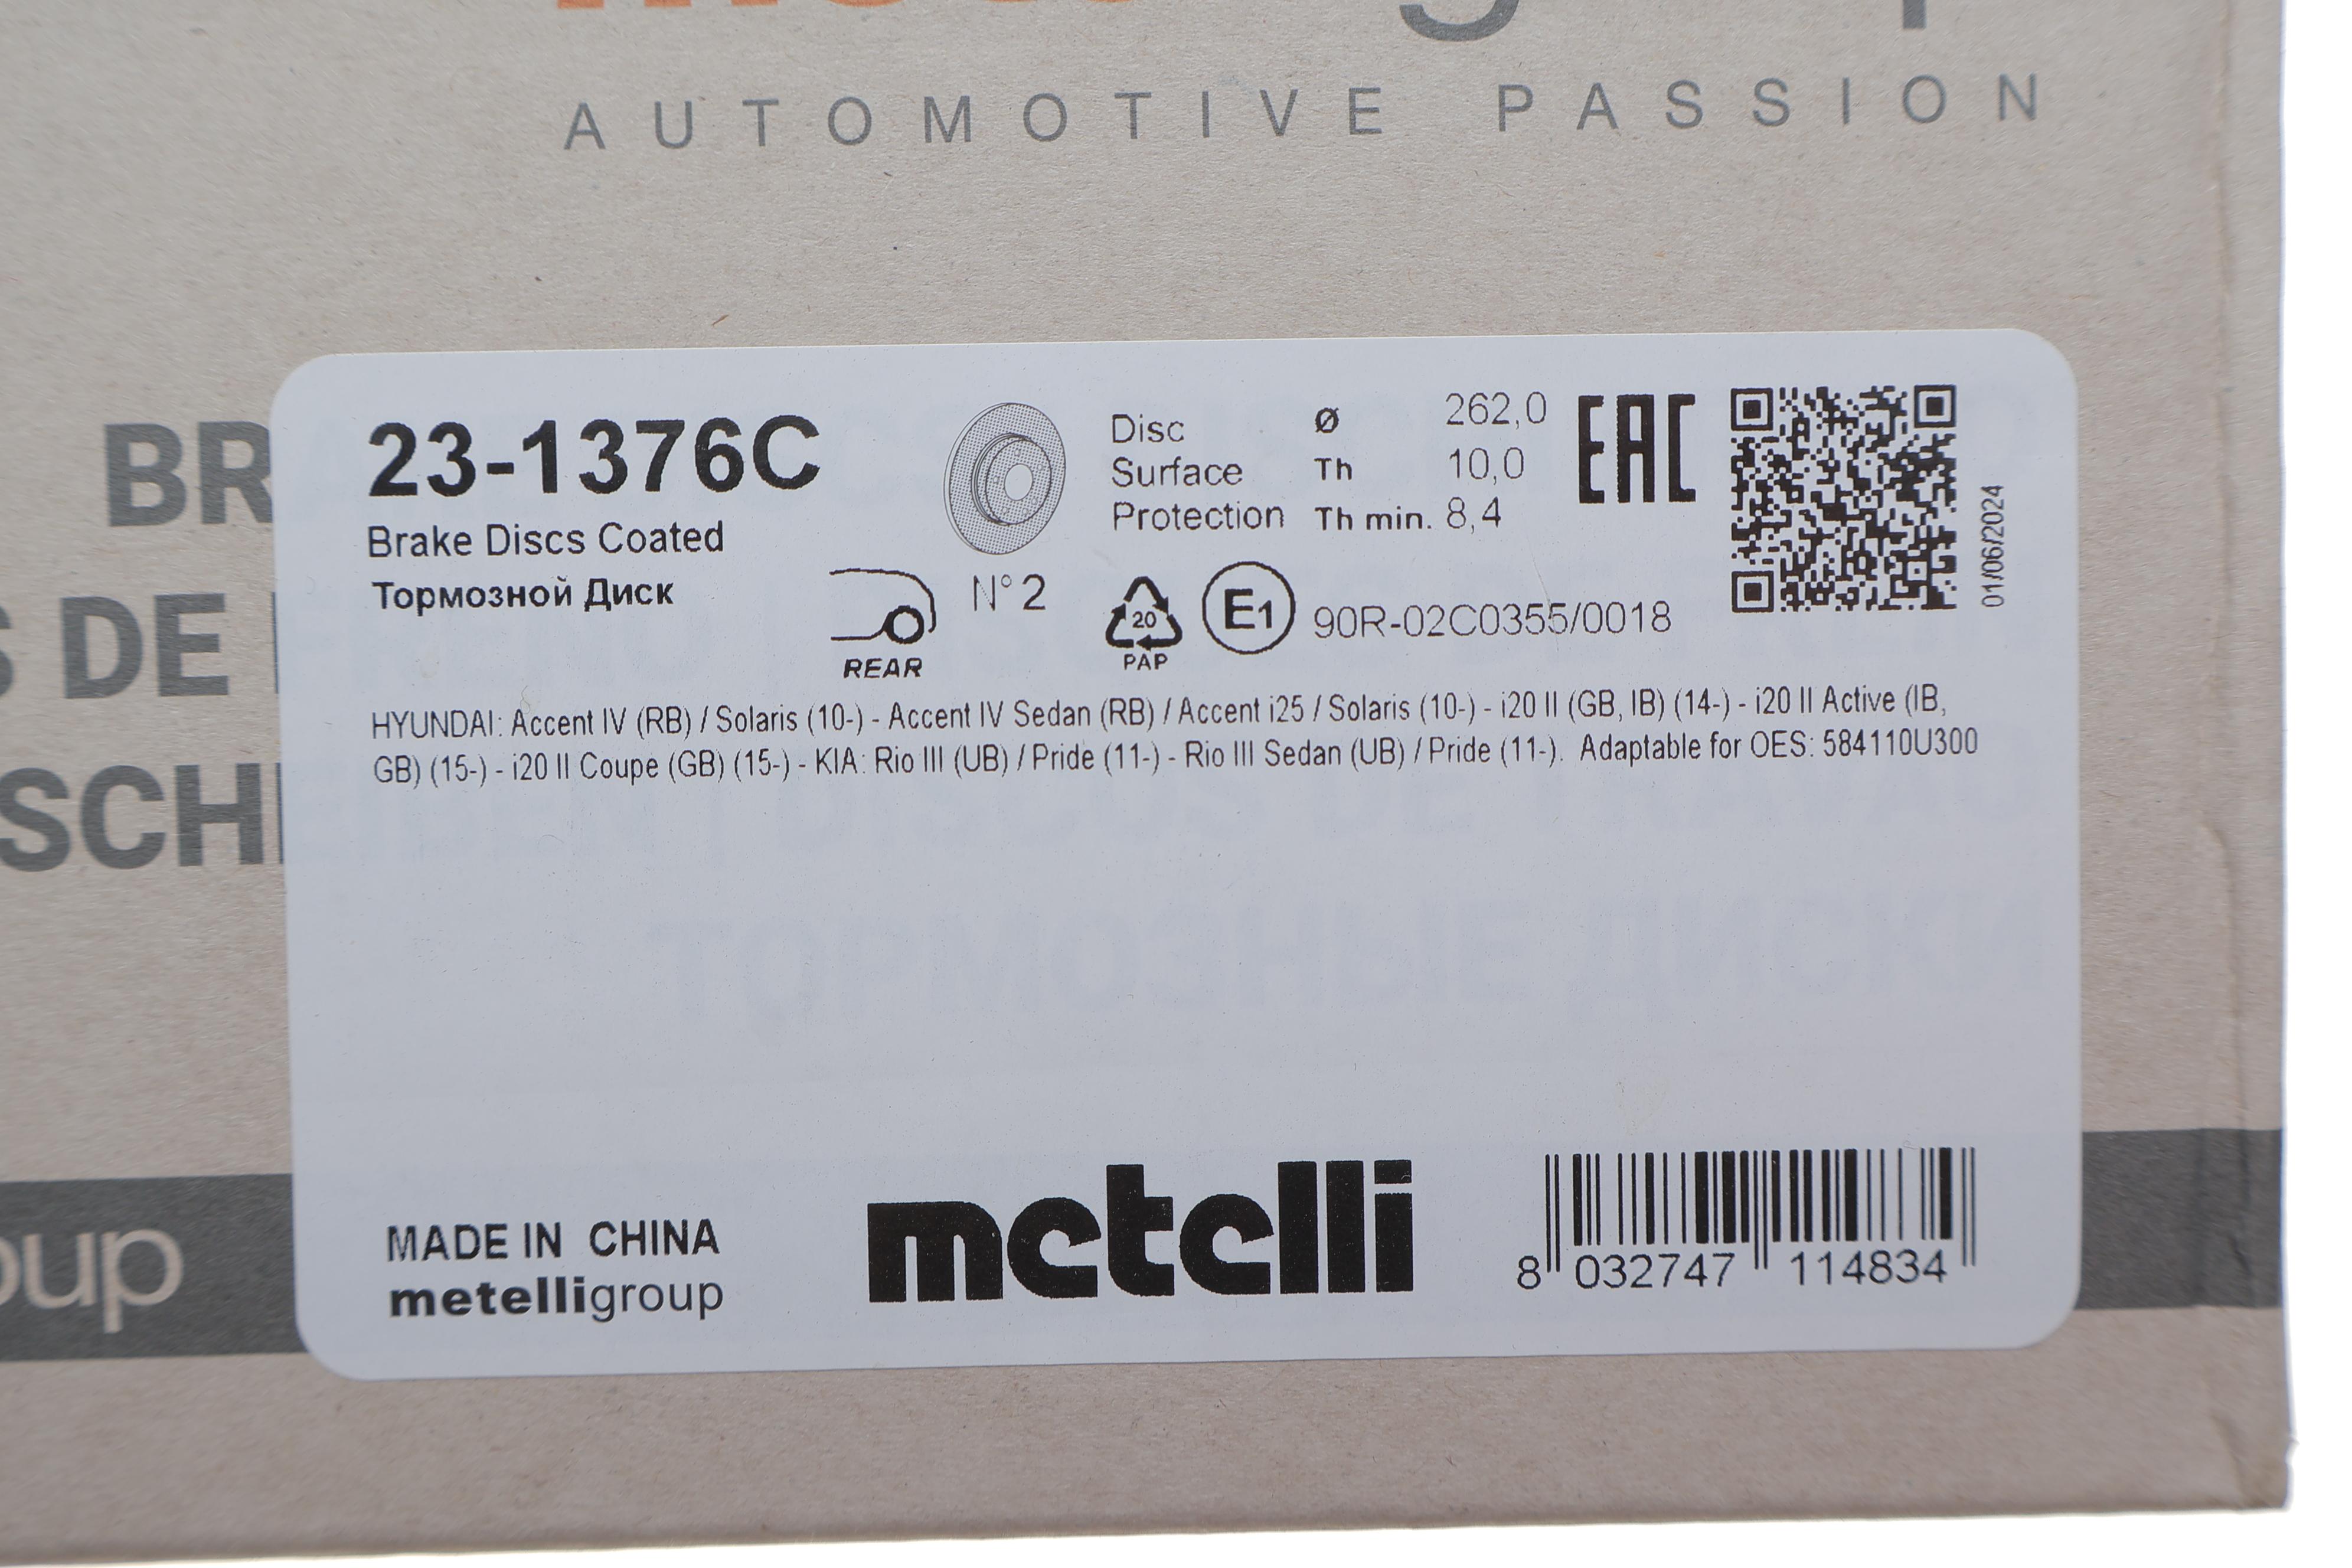 AUTOMOTIVE PASSION
BR
S DE
SCH
oup
23-1376C
Brake Discs Coated
Тормозной Диск
REAR
N° 2
Disc Ø 262,0
Surface Th 10,0
Protection Th min. 8,4
EAC
01/06/2024
20
PAP
E1
90R-02C0355/0018
HYUNDAI: Accent IV (RB) / Solaris (10-) - Accent IV Sedan (RB) / Accent i25 / Solaris (10-) - i20 II (GB, IB) (14-) - i20 II Active (IB,
GB) (15-) - i20 II Coupe (GB) (15-) - KIA: Rio III (UB) / Pride (11-) - Rio III Sedan (UB) / Pride (11-). Adaptable for OES: 584110U300
ТОРМОЗНЫЕ ДИСКИ
MADE IN CHINA
metelligroup
metelli
8 032747 114834